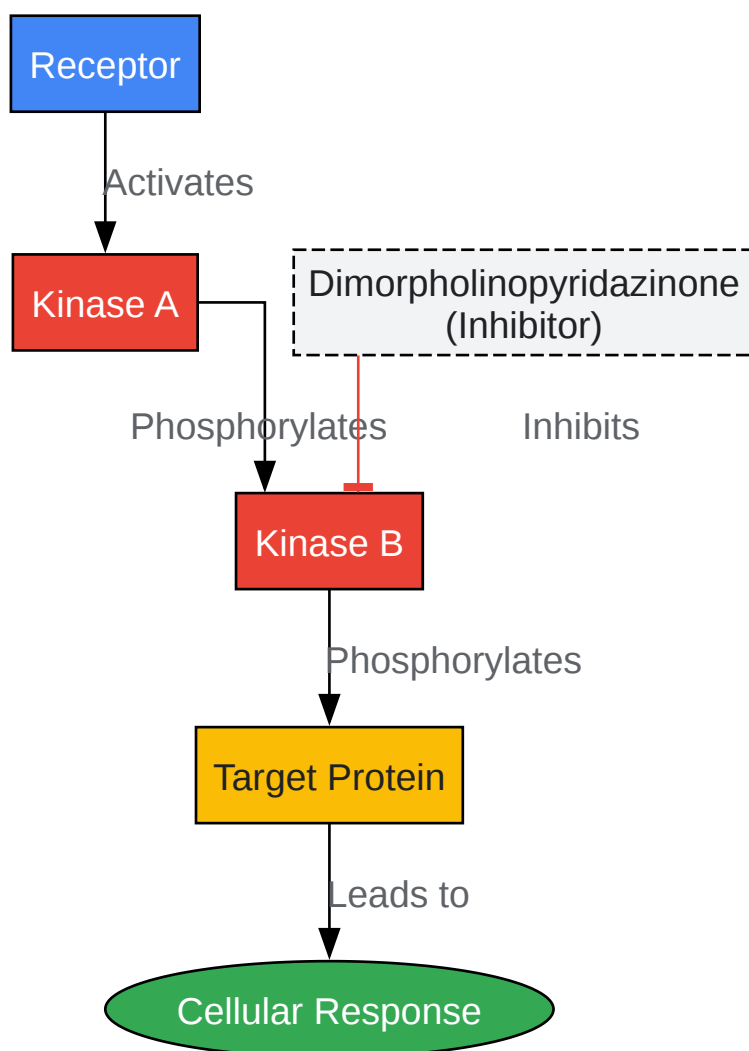 Receptor
Activates
Kinase A
Dimorpholinopyridazinone
(Inhibitor)
Phosphorylates
Inhibits
Kinase B
Phosphorylates
Target Protein
Leads to
Cellular Response